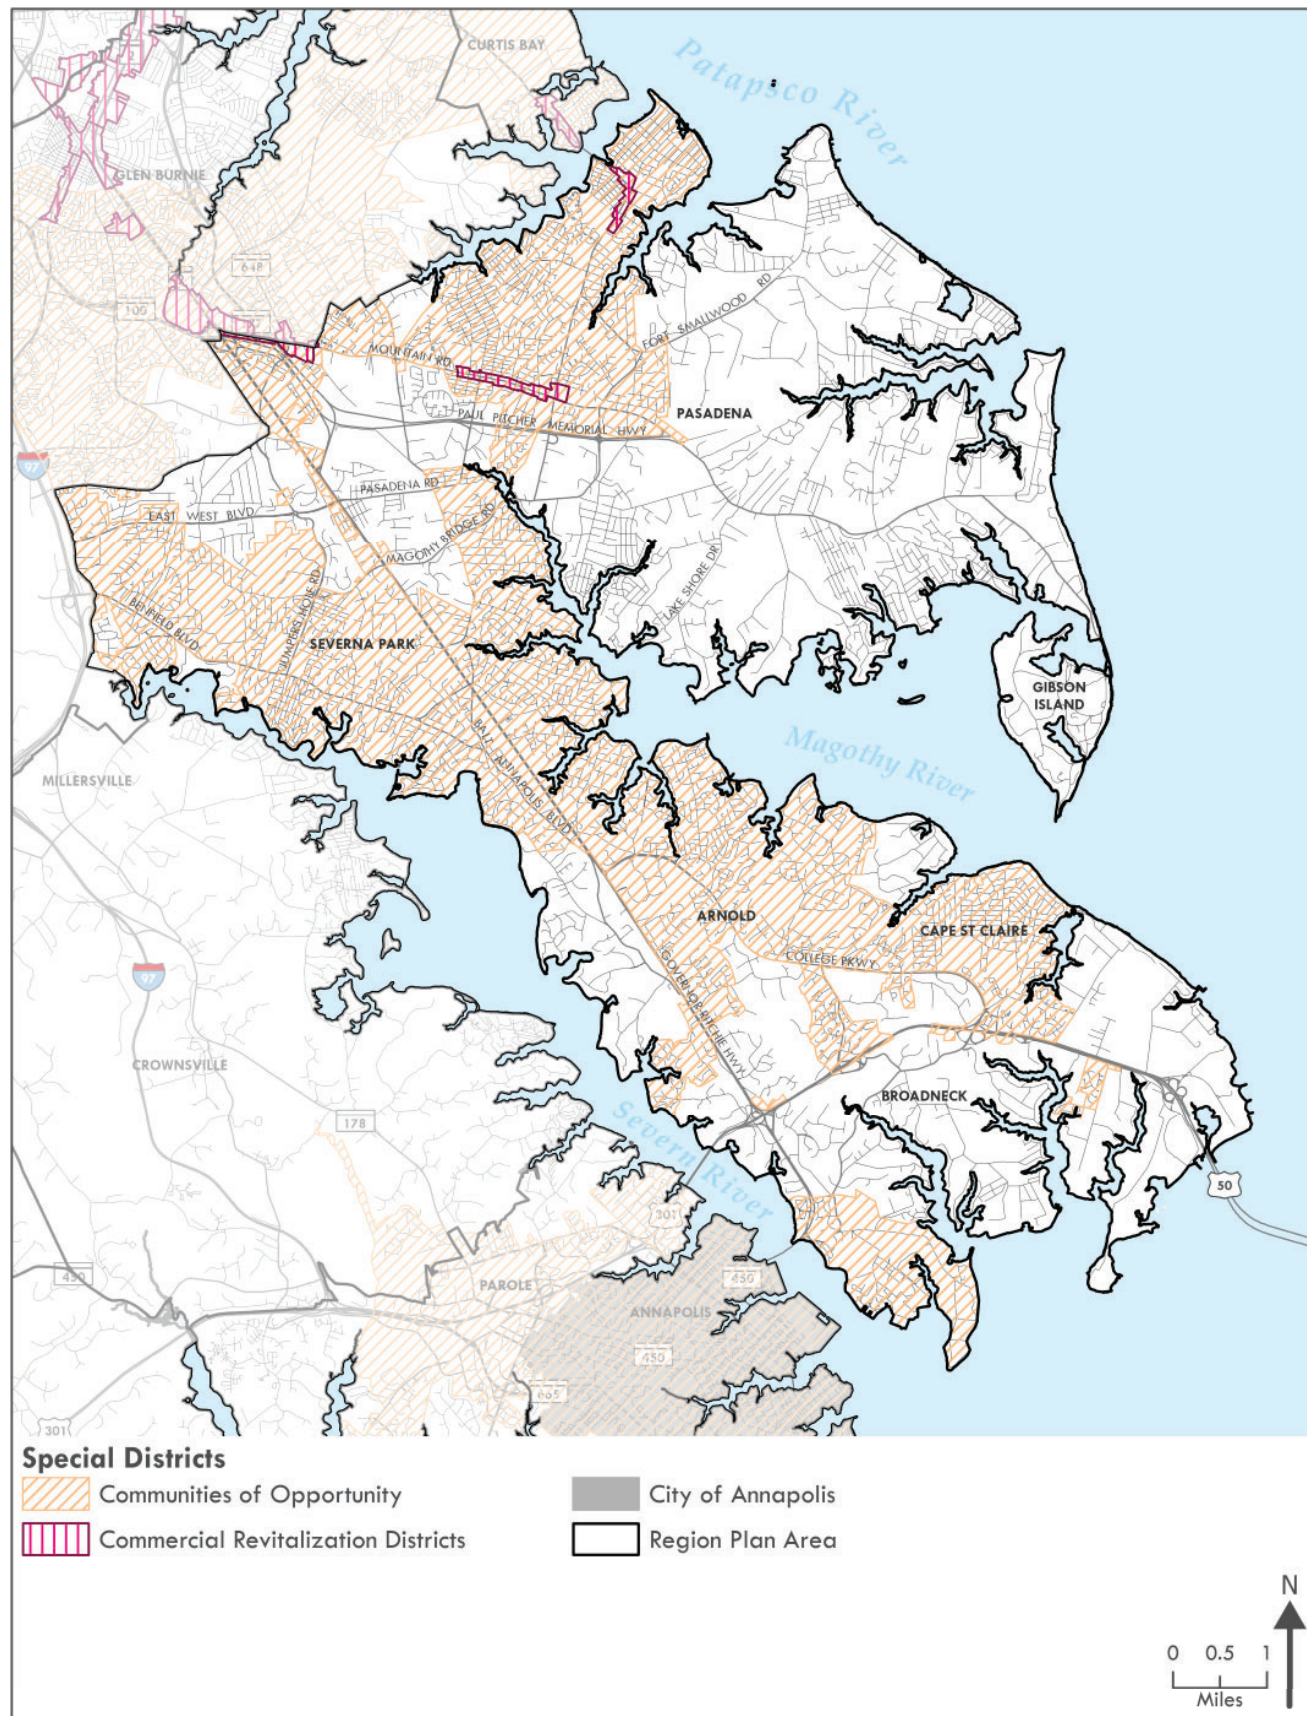 CURTIS BAY
Patapsco River
GLEN BURNIE
648
100
FORT SMALLWOOD RD
MOUNTAIN RD
PASADENA
PAUL PITCHER MEMORIAL HWY
97
PASADENA RD
EAST WEST BLVD
MAGOTHY BRIDGE RD
LAKE SHORE DR
BENFIELD BLVD
JUMPERS HOLE RD
SEVERNA PARK
GIBSON
ISLAND
BALT. ANNAPOLIS BLVD
Magothy River
MILLERSVILLE
ARNOLD
CAPE ST CLAIRE
COLLEGE PKWY
GOVERNOR RITCHIE HWY
97
CROWNSVILLE
BROADNECK
178
Severn River
50
301
450
PAROLE
450
ANNAPOLIS
450
665
301
Special Districts
Communities of Opportunity
City of Annapolis
Commercial Revitalization Districts
Region Plan Area
N
0 0.5 1
Miles